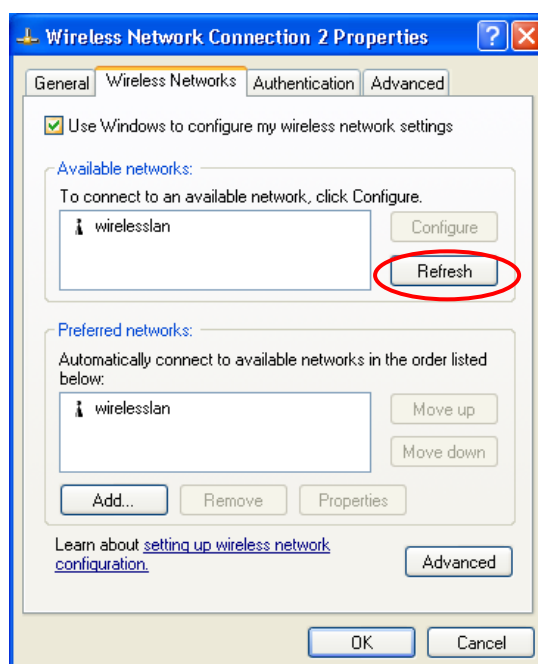 Wireless Network Connection 2 Properties
General Wireless Networks Authentication Advanced
Use Windows to configure my wireless network settings
Available networks:
To connect to an available network, click Configure.
wirelesslan
Configure
Refresh
Preferred networks:
Automatically connect to available networks in the order listed
below:
wirelesslan
Move up
Move down
Add... Remove Properties
Learn about setting up wireless network
configuration.
Advanced
OK Cancel